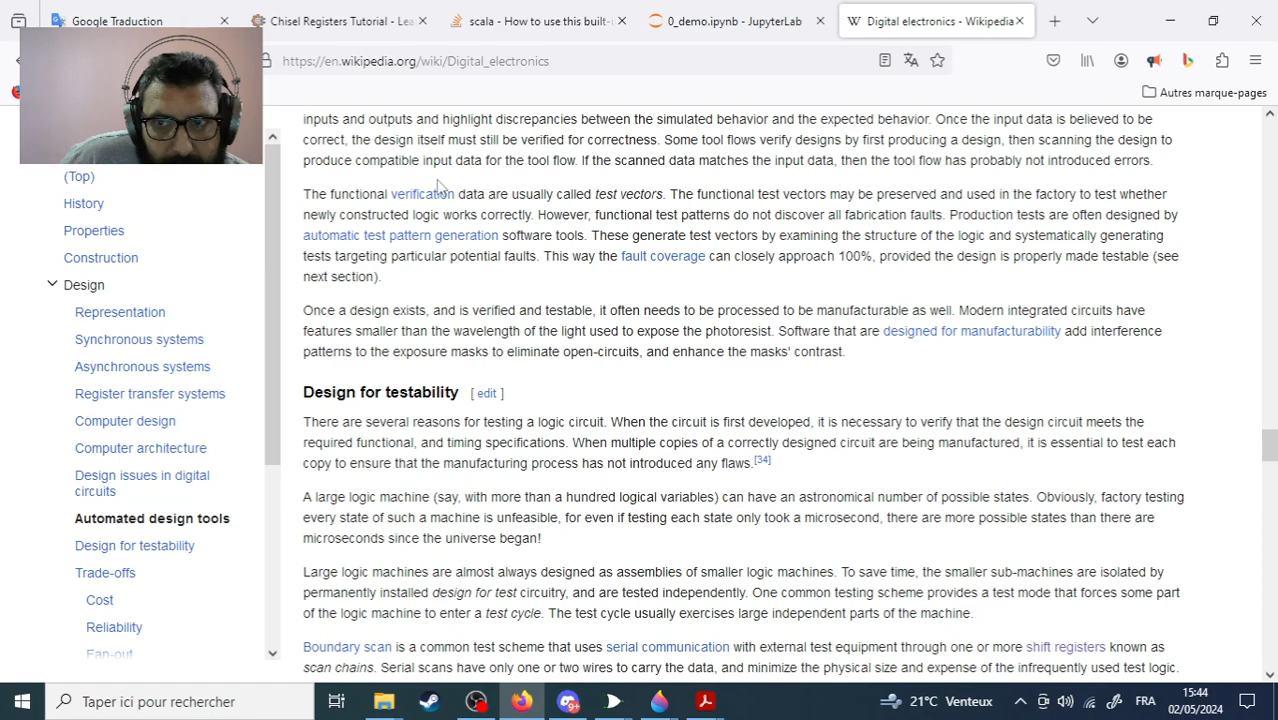 Google Traduction
Chisel Registers Tutorial - Lea
scala - How to use this built-
0_demo.ipynb - JupyterLab
Digital electronics - Wikipedia
https://en.wikipedia.org/wiki/Digital_electronics
Autres marque-pages
(Top)
History
Properties
Construction
Design
Representation
Synchronous systems
Asynchronous systems
Register transfer systems
Computer design
Computer architecture
Design issues in digital
circuits
Automated design tools
Design for testability
Trade-offs
Cost
Reliability
Fan-out
inputs and outputs and highlight discrepancies between the simulated behavior and the expected behavior. Once the input data is believed to be
correct, the design itself must still be verified for correctness. Some tool flows verify designs by first producing a design, then scanning the design to
produce compatible input data for the tool flow. If the scanned data matches the input data, then the tool flow has probably not introduced errors.
The functional verification data are usually called test vectors. The functional test vectors may be preserved and used in the factory to test whether
newly constructed logic works correctly. However, functional test patterns do not discover all fabrication faults. Production tests are often designed by
automatic test pattern generation software tools. These generate test vectors by examining the structure of the logic and systematically generating
tests targeting particular potential faults. This way the fault coverage can closely approach 100%, provided the design is properly made testable (see
next section).
Once a design exists, and is verified and testable, it often needs to be processed to be manufacturable as well. Modern integrated circuits have
features smaller than the wavelength of the light used to expose the photoresist. Software that are designed for manufacturability add interference
patterns to the exposure masks to eliminate open-circuits, and enhance the masks' contrast.
Design for testability [ edit ]
There are several reasons for testing a logic circuit. When the circuit is first developed, it is necessary to verify that the design circuit meets the
required functional, and timing specifications. When multiple copies of a correctly designed circuit are being manufactured, it is essential to test each
copy to ensure that the manufacturing process has not introduced any flaws.[34]
A large logic machine (say, with more than a hundred logical variables) can have an astronomical number of possible states. Obviously, factory testing
every state of such a machine is unfeasible, for even if testing each state only took a microsecond, there are more possible states than there are
microseconds since the universe began!
Large logic machines are almost always designed as assemblies of smaller logic machines. To save time, the smaller sub-machines are isolated by
permanently installed design for test circuitry, and are tested independently. One common testing scheme provides a test mode that forces some part
of the logic machine to enter a test cycle. The test cycle usually exercises large independent parts of the machine.
Boundary scan is a common test scheme that uses serial communication with external test equipment through one or more shift registers known as
scan chains. Serial scans have only one or two wires to carry the data, and minimize the physical size and expense of the infrequently used test logic.
Taper ici pour rechercher
21°C Venteux
FRA
15:44
02/05/2024